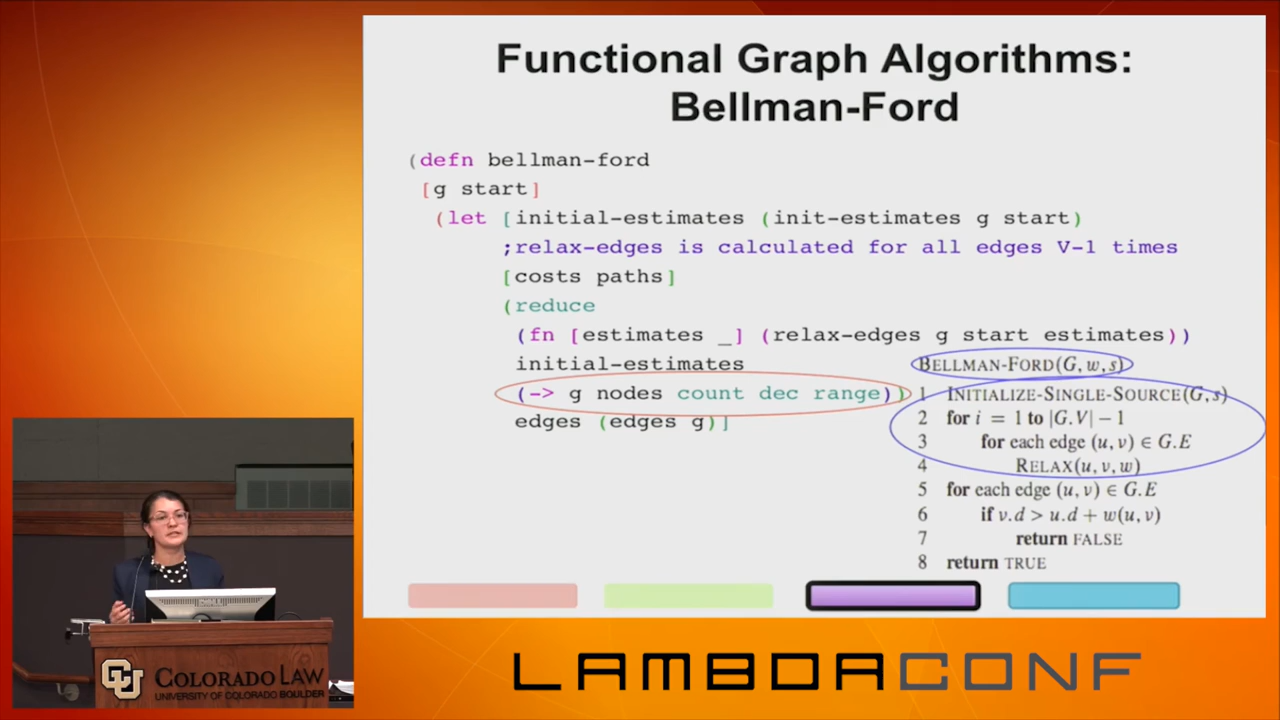 Functional Graph Algorithms:
Bellman-Ford
(defn bellman-ford
[g start]
(let [initial-estimates (init-estimates g start)
;relax-edges is calculated for all edges V-1 times
[costs paths]
(reduce
(fn [estimates _] (relax-edges g start estimates))
initial-estimates
(-> g nodes count dec range))
edges (edges g)]
BELLMAN-FORD(G, w, s)
1 INITIALIZE-SINGLE-SOURCE(G, s)
2 for i = 1 to |G.V| − 1
3 for each edge (u, v) ∈ G.E
4 RELAX(u, v, w)
5 for each edge (u, v) ∈ G.E
6 if v.d > u.d + w(u, v)
7 return FALSE
8 return TRUE
CU COLORADO LAW
UNIVERSITY OF COLORADO BOULDER
LAMBDACONF